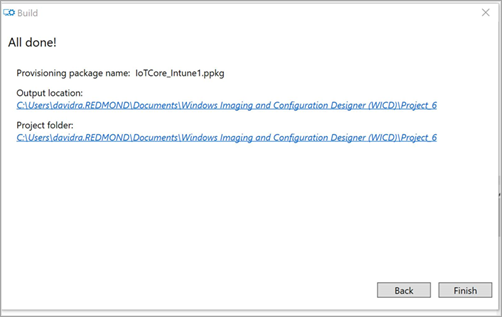 Build
All done!
Provisioning package name: IoTCore_Intune1.ppkg
Output location:
C:\Users\davidra.REDMOND\Documents\Windows Imaging and Configuration Designer (WICD)\Project_6
Project folder:
C:\Users\davidra.REDMOND\Documents\Windows Imaging and Configuration Designer (WICD)\Project_6
Back Finish